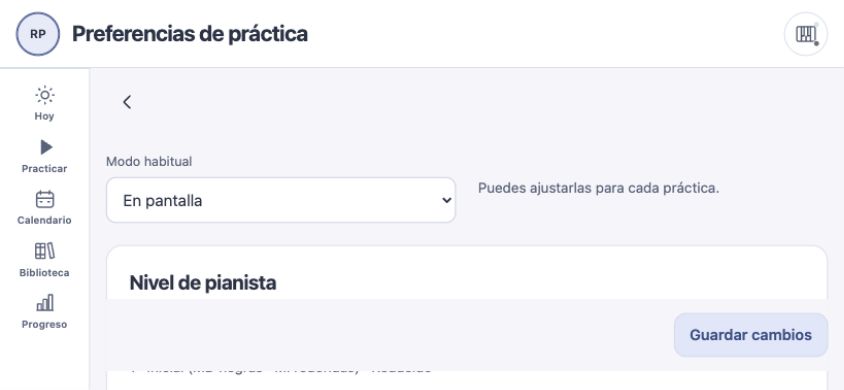 RP
Preferencias de práctica
Hoy
Practicar
Calendario
Biblioteca
Progreso
Modo habitual
En pantalla
Puedes ajustarlas para cada práctica.
Nivel de pianista
Guardar cambios